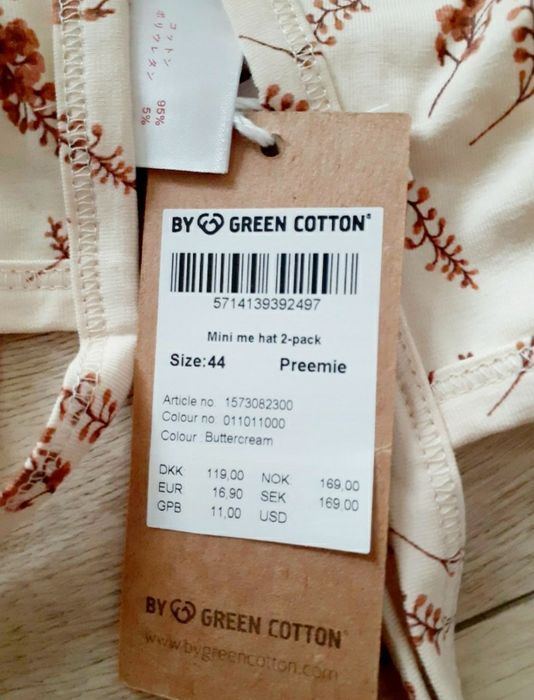 コットン 95%
ポリウレタン 5%
BY GREEN COTTON®
5714139392497
Mini me hat 2-pack
Size:44 Preemie
Article no. 1573082300
Colour no. 011011000
Colour: Buttercream
DKK 119,00 NOK 169,00
EUR 16,90 SEK 169,00
GPB 11,00 USD
BY GREEN COTTON®
www.bygreencotton.com